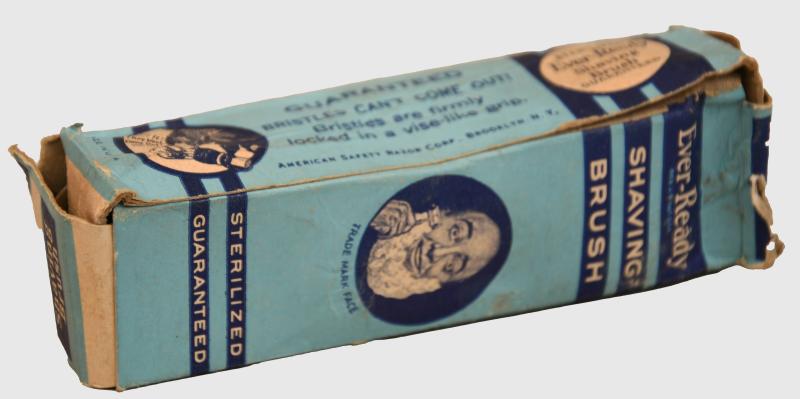 GUARANTEED
BRISTLES CAN'T COME OUT!
Bristles are firmly
locked in a vise-like grip.
AMERICAN SAFETY RAZOR CORP. BROOKLYN N.Y.
Ever-Ready
Shaving
Brush
GUARANTEED
Ever-Ready
SHAVING
BRUSH
TRADE MARK FACE
STERILIZED
GUARANTEED